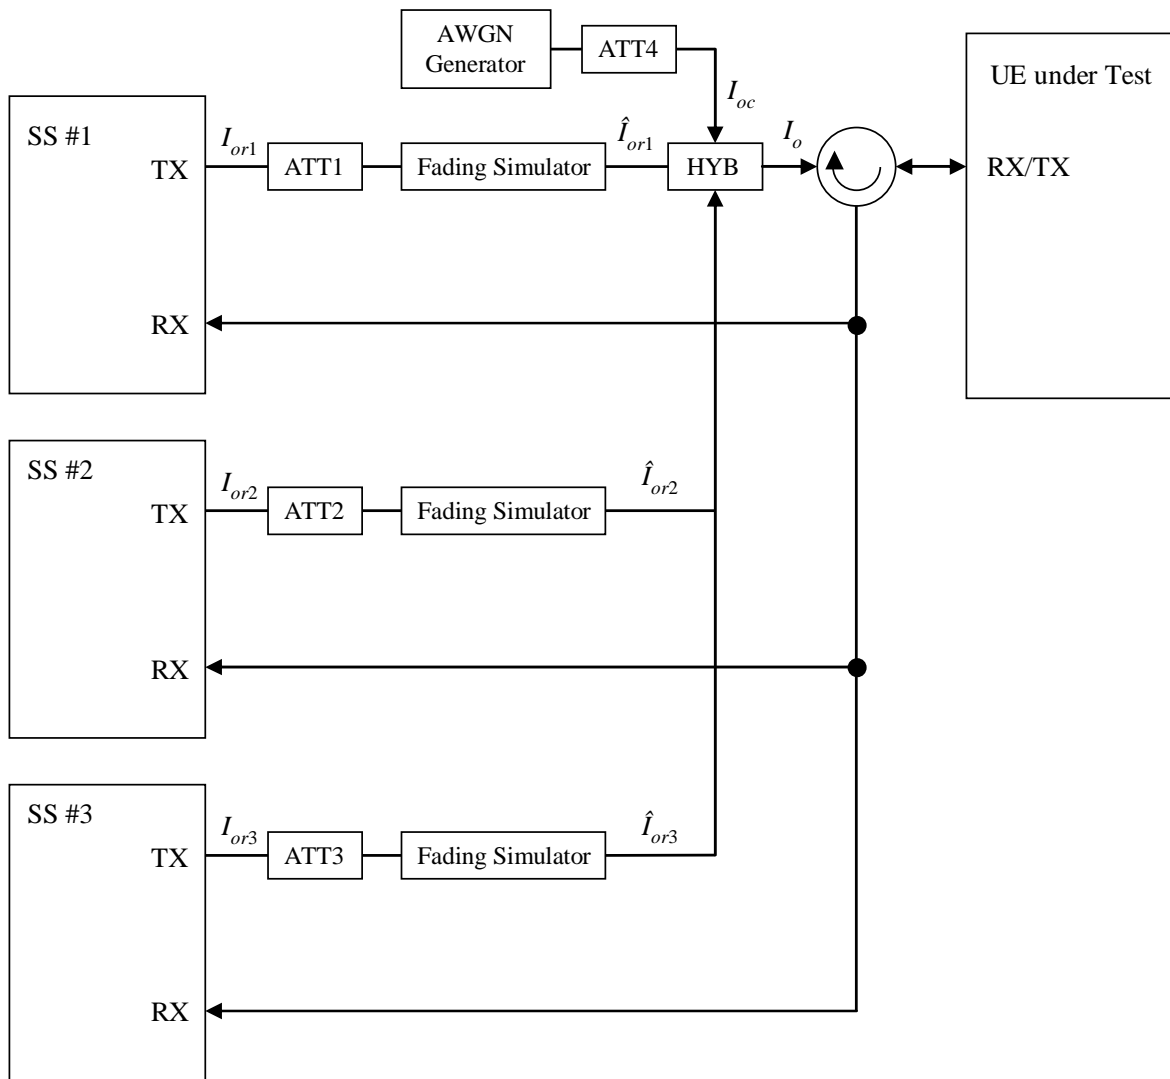 AWGN
Generator
ATT4
I_oc
UE under Test
SS #1
TX
I_or1
ATT1
Fading Simulator
Î_or1
HYB
I_o
RX/TX
RX
SS #2
TX
I_or2
ATT2
Fading Simulator
Î_or2
RX
SS #3
TX
I_or3
ATT3
Fading Simulator
Î_or3
RX